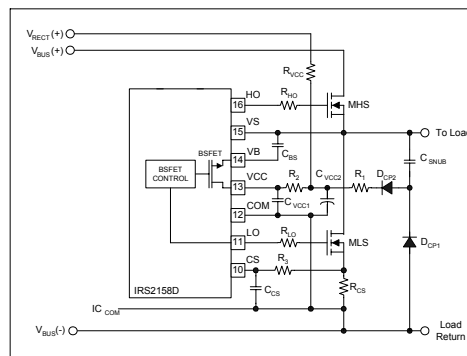 VRECT(+)
VBUS(+)
RVCC
HO
16
RHO
MHS
VS
15
To Load
BSFET
VB
14
CBS
CSNUB
BSFET
CONTROL
VCC
13
R2
CVCC2
R1
DCP2
COM
12
CVCC1
LO
11
RLO
MLS
DCP1
CS
10
R3
IRS2158D
CCS
RCS
ICCOM
VBUS(-)
Load
Return